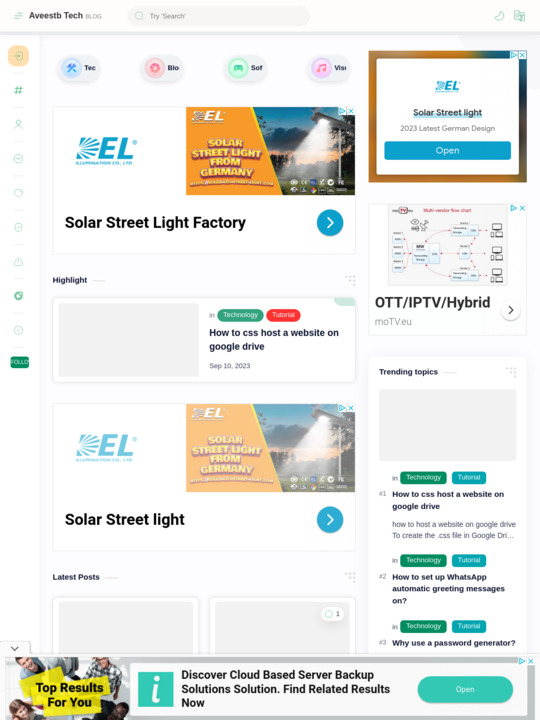 Aveestb Tech BLOG
Try 'Search'
Tec
Blo
Sof
Visu
EL
ILLUMINATION CO., LTD
EL
SOLAR
STREET LIGHT
FROM
GERMANY
Solar Street Light Factory
Highlight
in Technology Tutorial
How to css host a website on
google drive
Sep 10, 2023
EL
ILLUMINATION CO., LTD
EL
SOLAR
STREET LIGHT
FROM
GERMANY
Solar Street light
Latest Posts
1
FOLLO
EL
Solar Street light
2023 Latest German Design
Open
moTV.eu
Multi-vendor flow chart
MW
OTT/IPTV/Hybrid
moTV.eu
Trending topics
in Technology Tutorial
#1 How to css host a website on
google drive
how to host a website on google drive
To create the .css file in Google Dri...
in Technology Tutorial
#2 How to set up WhatsApp
automatic greeting messages
on?
in Technology Tutorial
#3 Why use a password generator?
Top Results
For You
Discover Cloud Based Server Backup
Solutions Solution. Find Related Results
Now
Open